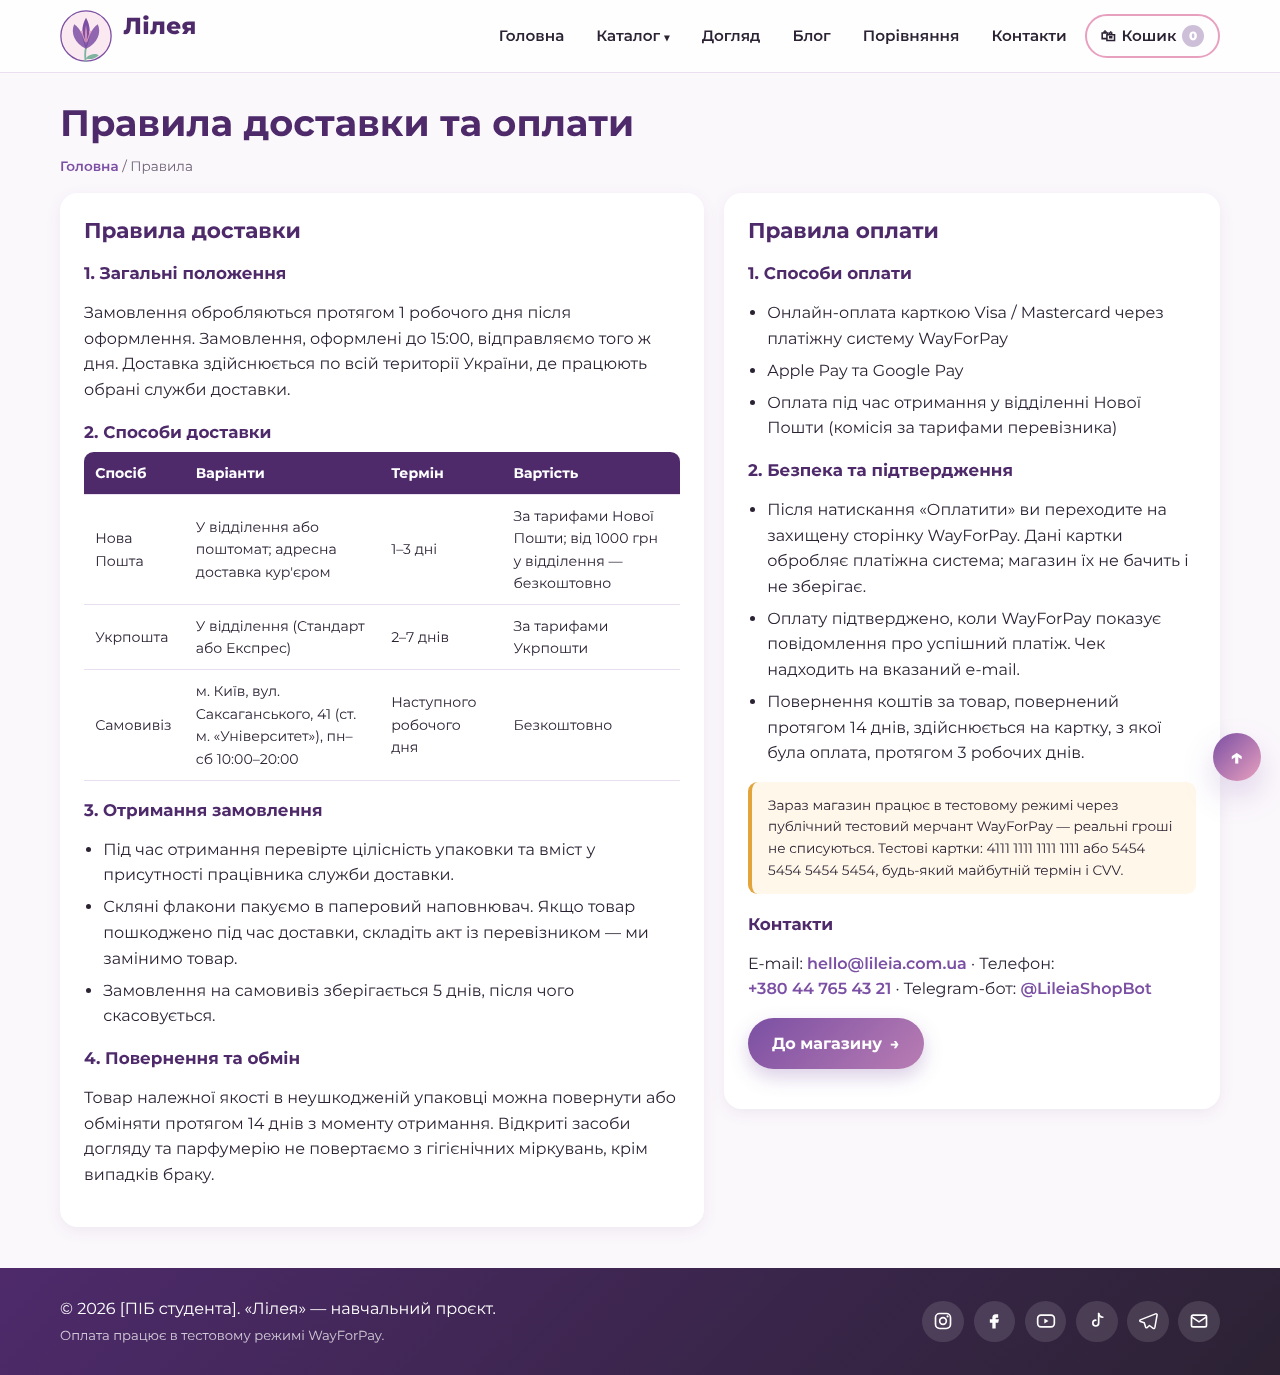 Лілея
Головна
Каталог ▾
Догляд
Блог
Порівняння
Контакти
Кошик 0
Правила доставки та оплати
Головна / Правила
Правила доставки
1. Загальні положення
Замовлення обробляються протягом 1 робочого дня після
оформлення. Замовлення, оформлені до 15:00, відправляємо того ж
дня. Доставка здійснюється по всій території України, де працюють
обрані служби доставки.
2. Способи доставки
Спосіб
Варіанти
Термін
Вартість
Нова
Пошта
У відділення або
поштомат; адресна
доставка кур'єром
1–3 дні
За тарифами Нової
Пошти; від 1000 грн
у відділення —
безкоштовно
Укрпошта
У відділення (Стандарт
або Експрес)
2–7 днів
За тарифами
Укрпошти
Самовивіз
м. Київ, вул.
Саксаганського, 41 (ст.
м. «Університет»), пн–
сб 10:00–20:00
Наступного
робочого
дня
Безкоштовно
3. Отримання замовлення
• Під час отримання перевірте цілісність упаковки та вміст у
присутності працівника служби доставки.
• Скляні флакони пакуємо в паперовий наповнювач. Якщо товар
пошкоджено під час доставки, складіть акт із перевізником — ми
замінимо товар.
• Замовлення на самовивіз зберігається 5 днів, після чого
скасовується.
4. Повернення та обмін
Товар належної якості в неушкодженій упаковці можна повернути або
обміняти протягом 14 днів з моменту отримання. Відкриті засоби
догляду та парфумерію не повертаємо з гігієнічних міркувань, крім
випадків браку.
Правила оплати
1. Способи оплати
• Онлайн-оплата карткою Visa / Mastercard через
платіжну систему WayForPay
• Apple Pay та Google Pay
• Оплата під час отримання у відділенні Нової
Пошти (комісія за тарифами перевізника)
2. Безпека та підтвердження
• Після натискання «Оплатити» ви переходите на
захищену сторінку WayForPay. Дані картки
обробляє платіжна система; магазин їх не бачить і
не зберігає.
• Оплату підтверджено, коли WayForPay показує
повідомлення про успішний платіж. Чек
надходить на вказаний e-mail.
• Повернення коштів за товар, повернений
протягом 14 днів, здійснюється на картку, з якої
була оплата, протягом 3 робочих днів.
Зараз магазин працює в тестовому режимі через
публічний тестовий мерчант WayForPay — реальні гроші
не списуються. Тестові картки: 4111 1111 1111 1111 або 5454
5454 5454 5454, будь-який майбутній термін і CVV.
Контакти
E-mail: hello@lileia.com.ua · Телефон:
+380 44 765 43 21 · Telegram-бот: @LileiaShopBot
До магазину →
↑
© 2026 [ПІБ студента]. «Лілея» — навчальний проєкт.
Оплата працює в тестовому режимі WayForPay.